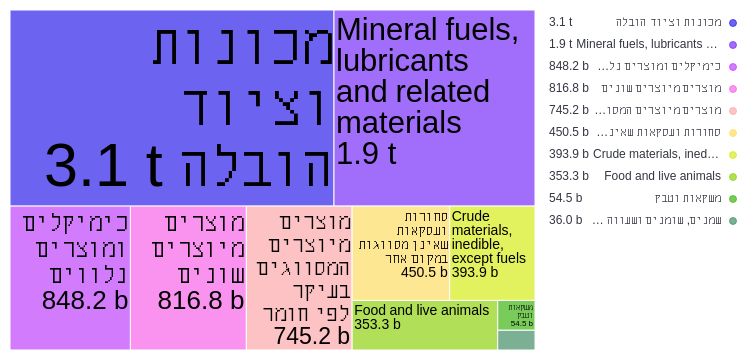 מכונות
וציוד
הובלה 3.1 t
Mineral fuels,
lubricants
and related
materials
1.9 t
כימיקלים
ומוצרים
נלווים
848.2 b
מוצרים
מיוצרים
שונים
816.8 b
מוצרים
מיוצרים
המסווגים
בעיקר
לפי חומר
745.2 b
סחורות
ועסקאות
שאינן מסווגות
במקום אחר
450.5 b
Crude
materials,
inedible,
except fuels
393.9 b
Food and live animals
353.3 b
משקאות
וטבק
54.5 b
3.1 t מכונות וציוד הובלה
1.9 t Mineral fuels, lubricants …
848.2 b כימיקלים ומוצרים נל…
816.8 b מוצרים מיוצרים שונים
745.2 b מוצרים מיוצרים המסו…
450.5 b סחורות ועסקאות שאינ…
393.9 b Crude materials, ined…
353.3 b Food and live animals
54.5 b משקאות וטבק
36.0 b שמנים, שומנים ושעווה …